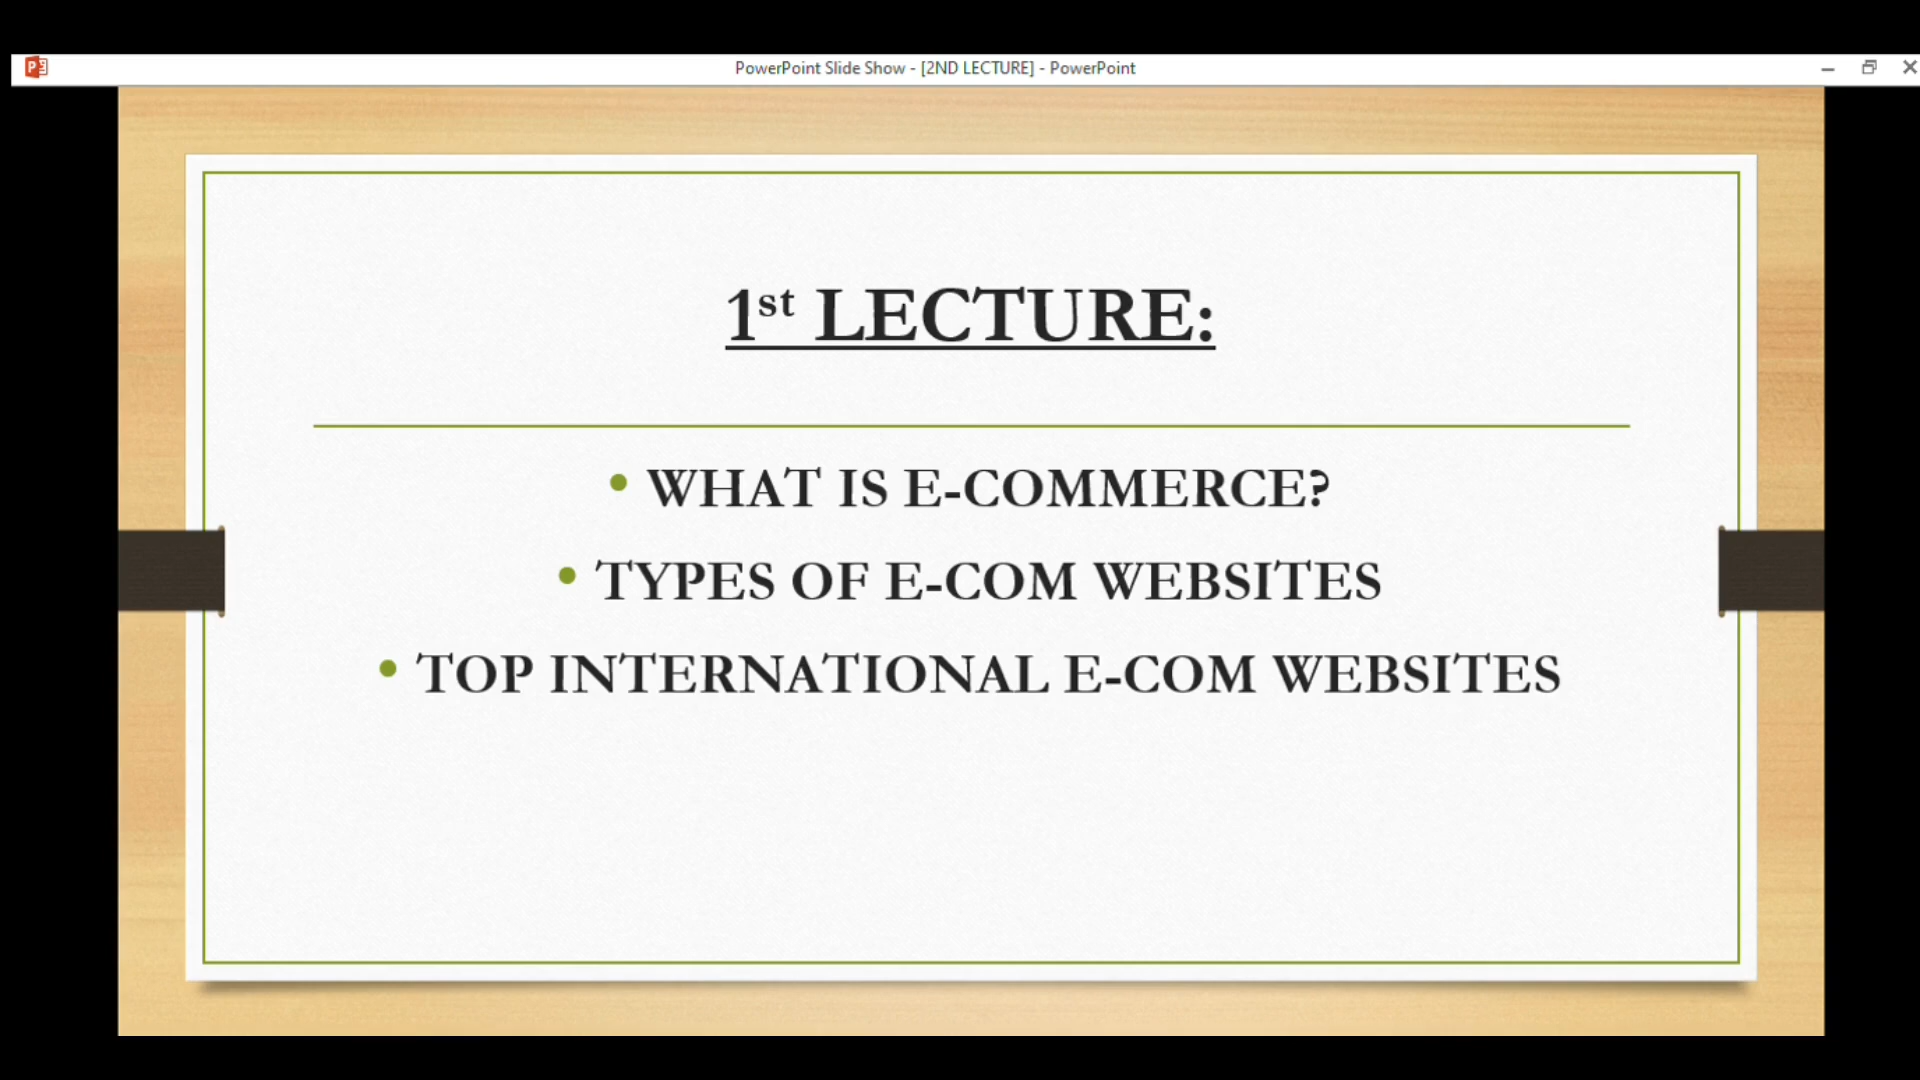 PowerPoint Slide Show - [2ND LECTURE] - PowerPoint
1st LECTURE:
• WHAT IS E-COMMERCE?
• TYPES OF E-COM WEBSITES
• TOP INTERNATIONAL E-COM WEBSITES